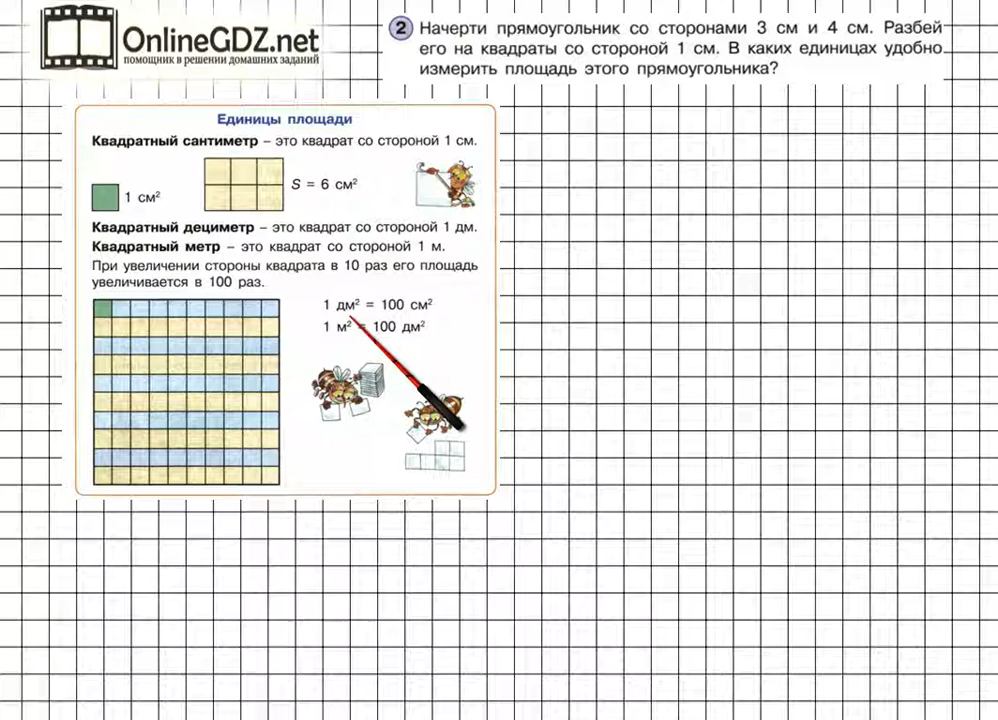 OnlineGDZ.net
помощник в решении домашних заданий
2 Начерти прямоугольник со сторонами 3 см и 4 см. Разбей
его на квадраты со стороной 1 см. В каких единицах удобно
измерить площадь этого прямоугольника?
Единицы площади
Квадратный сантиметр – это квадрат со стороной 1 см.
1 см²
S = 6 см²
Квадратный дециметр – это квадрат со стороной 1 дм.
Квадратный метр – это квадрат со стороной 1 м.
При увеличении стороны квадрата в 10 раз его площадь
увеличивается в 100 раз.
1 дм² = 100 см²
1 м² = 100 дм²